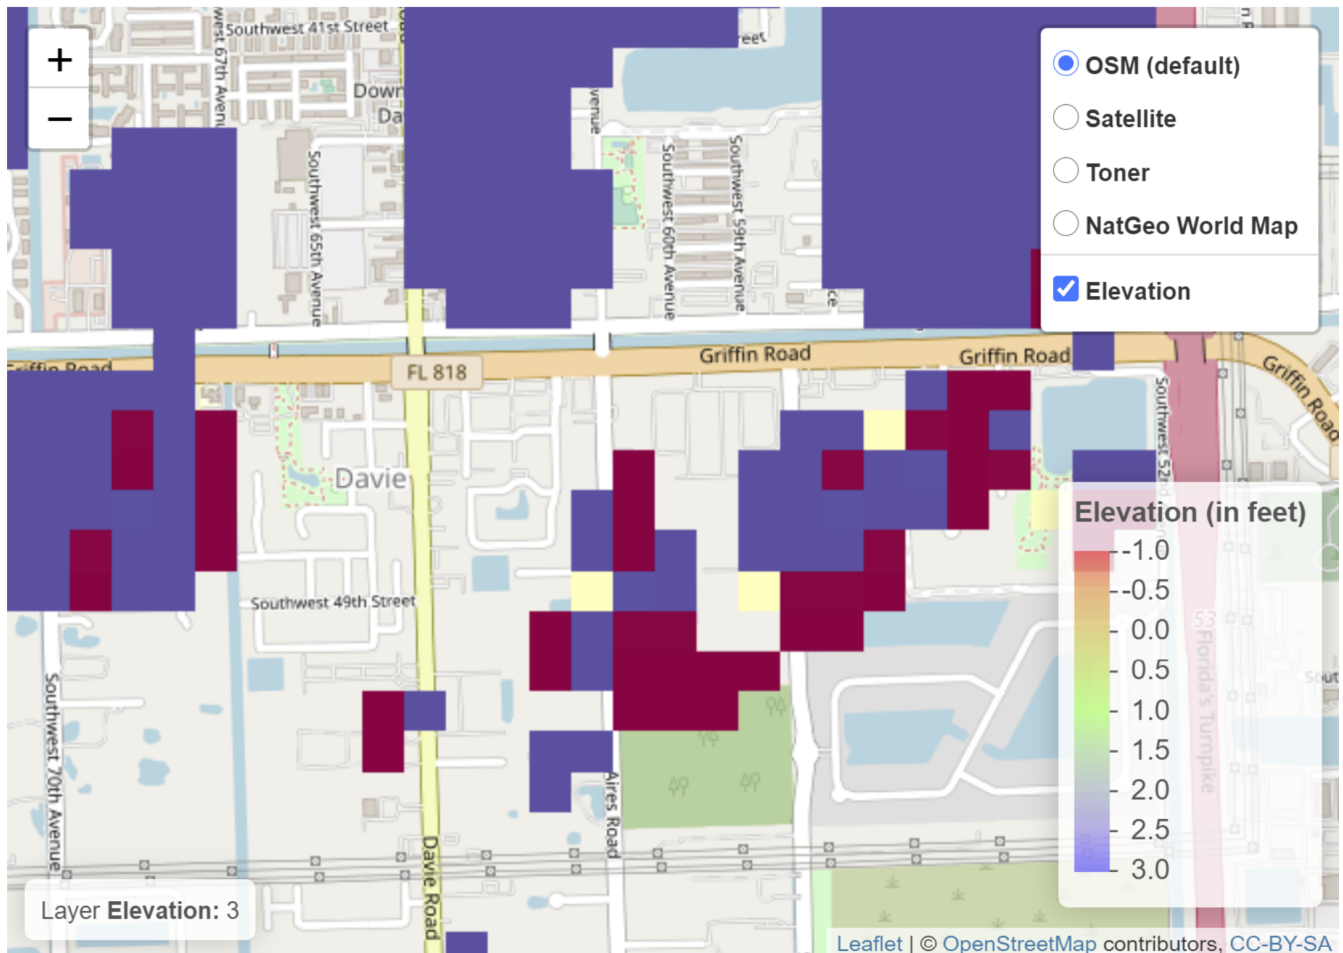 Southwest 41st Street
west 67th Avenue
reet
+
−
Down
Da
venue
OSM (default)
Satellite
Toner
NatGeo World Map
Elevation
Southwest 65th Avenue
Southwest 60th Avenue
Southwest 59th Avenue
ce
Griffin Road
FL 818
Griffin Road
Griffin Road
Griffin Road
Southwest 52nd
Davie
Elevation (in feet)
-1.0
-0.5
0.0
0.5
1.0
1.5
2.0
2.5
3.0
Southwest 49th Street
53
Florida's Turnpike
Sout
Southwest 70th Avenue
Aires Road
Davie Road
Layer Elevation: 3
Leaflet | © OpenStreetMap contributors, CC-BY-SA